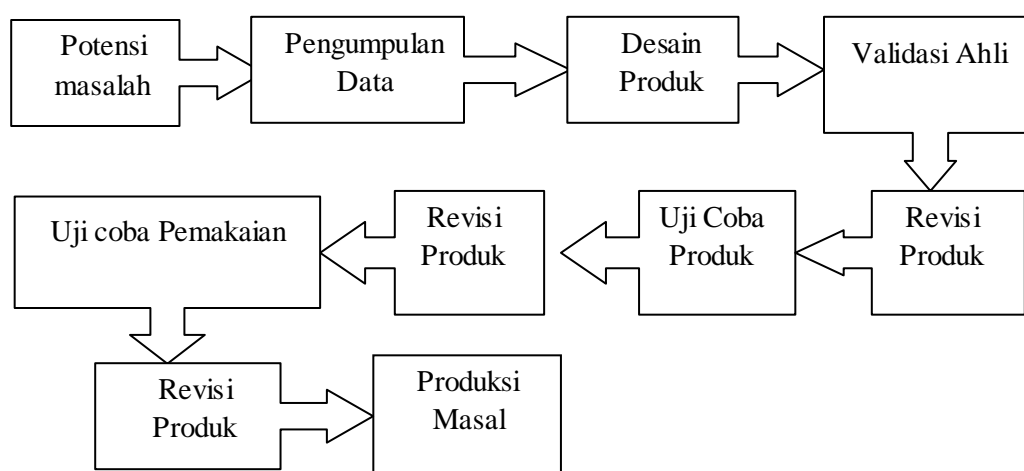 Potensi
masalah
Pengumpulan
Data
Desain
Produk
Validasi Ahli
Revisi
Produk
Uji Coba
Produk
Revisi
Produk
Uji coba Pemakaian
Revisi
Produk
Produksi
Masal